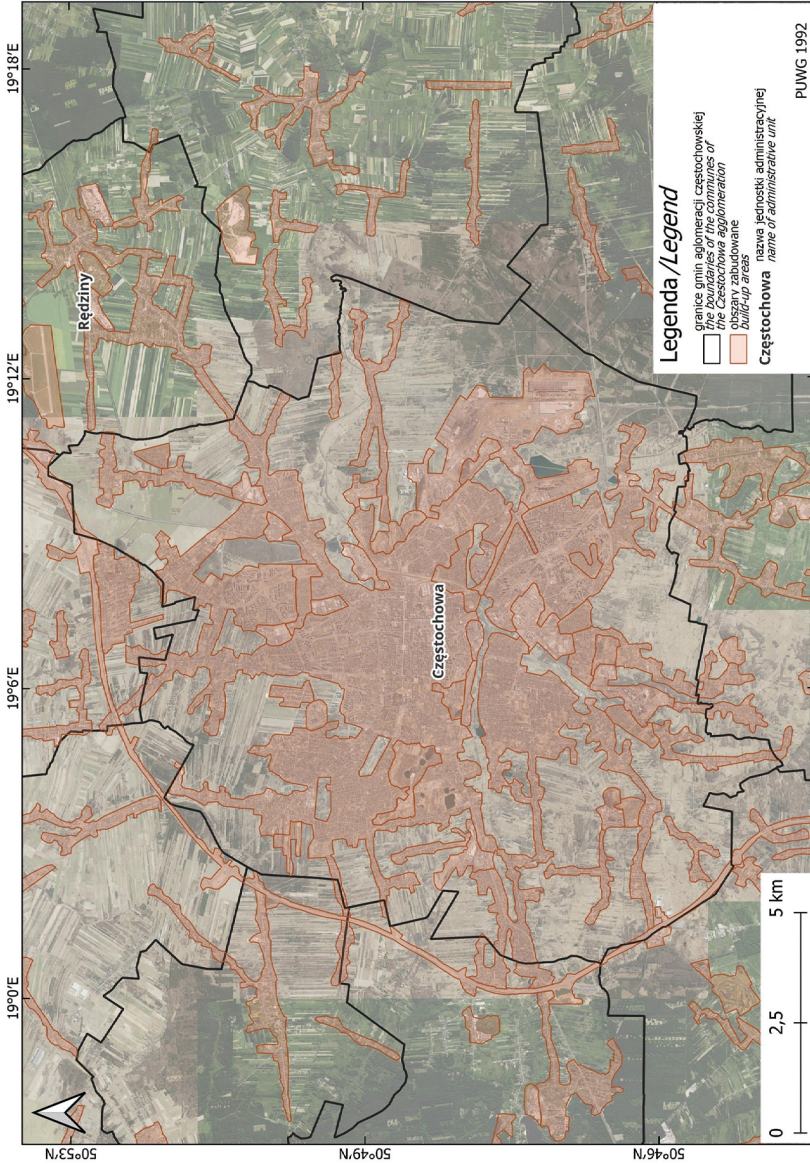 19°0'E
19°6'E
19°12'E
19°18'E
50°53'N
50°49'N
50°46'N
Rędziny
Częstochowa
0
2,5
5 km
Legenda/Legend
granice gmin aglomeracji częstochowskiej
the boundaries of the communes of
the Czestochowa agglomeration
obszary zabudowane
build-up areas
Częstochowa nazwa jednostki administracyjnej
name of administrative unit
PUWG 1992